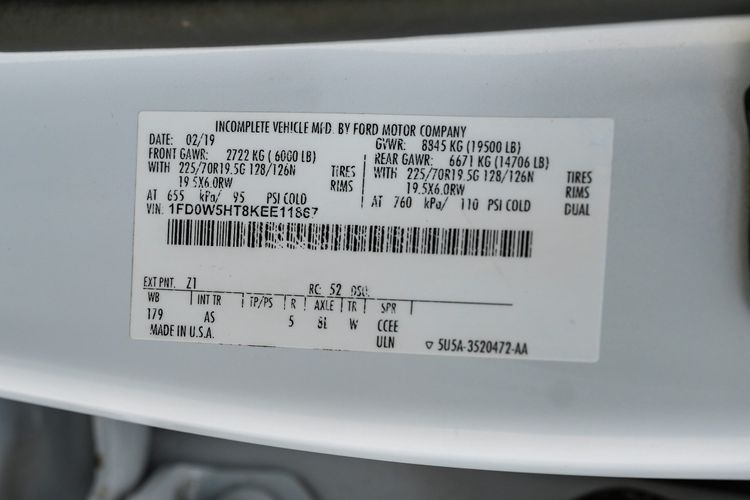 INCOMPLETE VEHICLE MFD. BY FORD MOTOR COMPANY
DATE: 02/19 GVWR: 8845 KG (19500 LB)
FRONT GAWR: 2722 KG ( 6000 LB) REAR GAWR: 6671 KG (14706 LB)
WITH 225/70R19.5G 128/126N TIRES WITH 225/70R19.5G 128/126N TIRES
19.5X6.0RW RIMS 19.5X6.0RW RIMS
AT 655 kPa/ 95 PSI COLD AT 760 kPa/ 110 PSI COLD DUAL
VIN: 1FD0W5HT8KEE11867
EXT PNT: Z1 RC: 52 DSO:
WB INT TR TP/PS R AXLE TR SPR
179 AS 5 8L W CCEE
MADE IN U.S.A. ULN ▽ 5U5A-3520472-AA